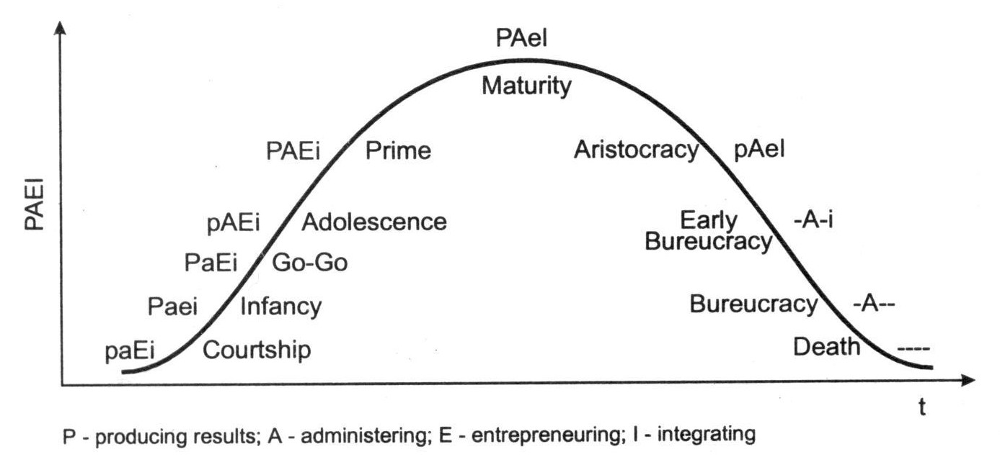 PAeI
Maturity
PAEi Prime
Aristocracy pAeI
pAEi Adolescence
Early
Bureucracy -A-i
PaEi Go-Go
Paei Infancy
Bureucracy -A--
paEi Courtship
Death ----
PAEI
t
P - producing results; A - administering; E - entrepreneuring; I - integrating